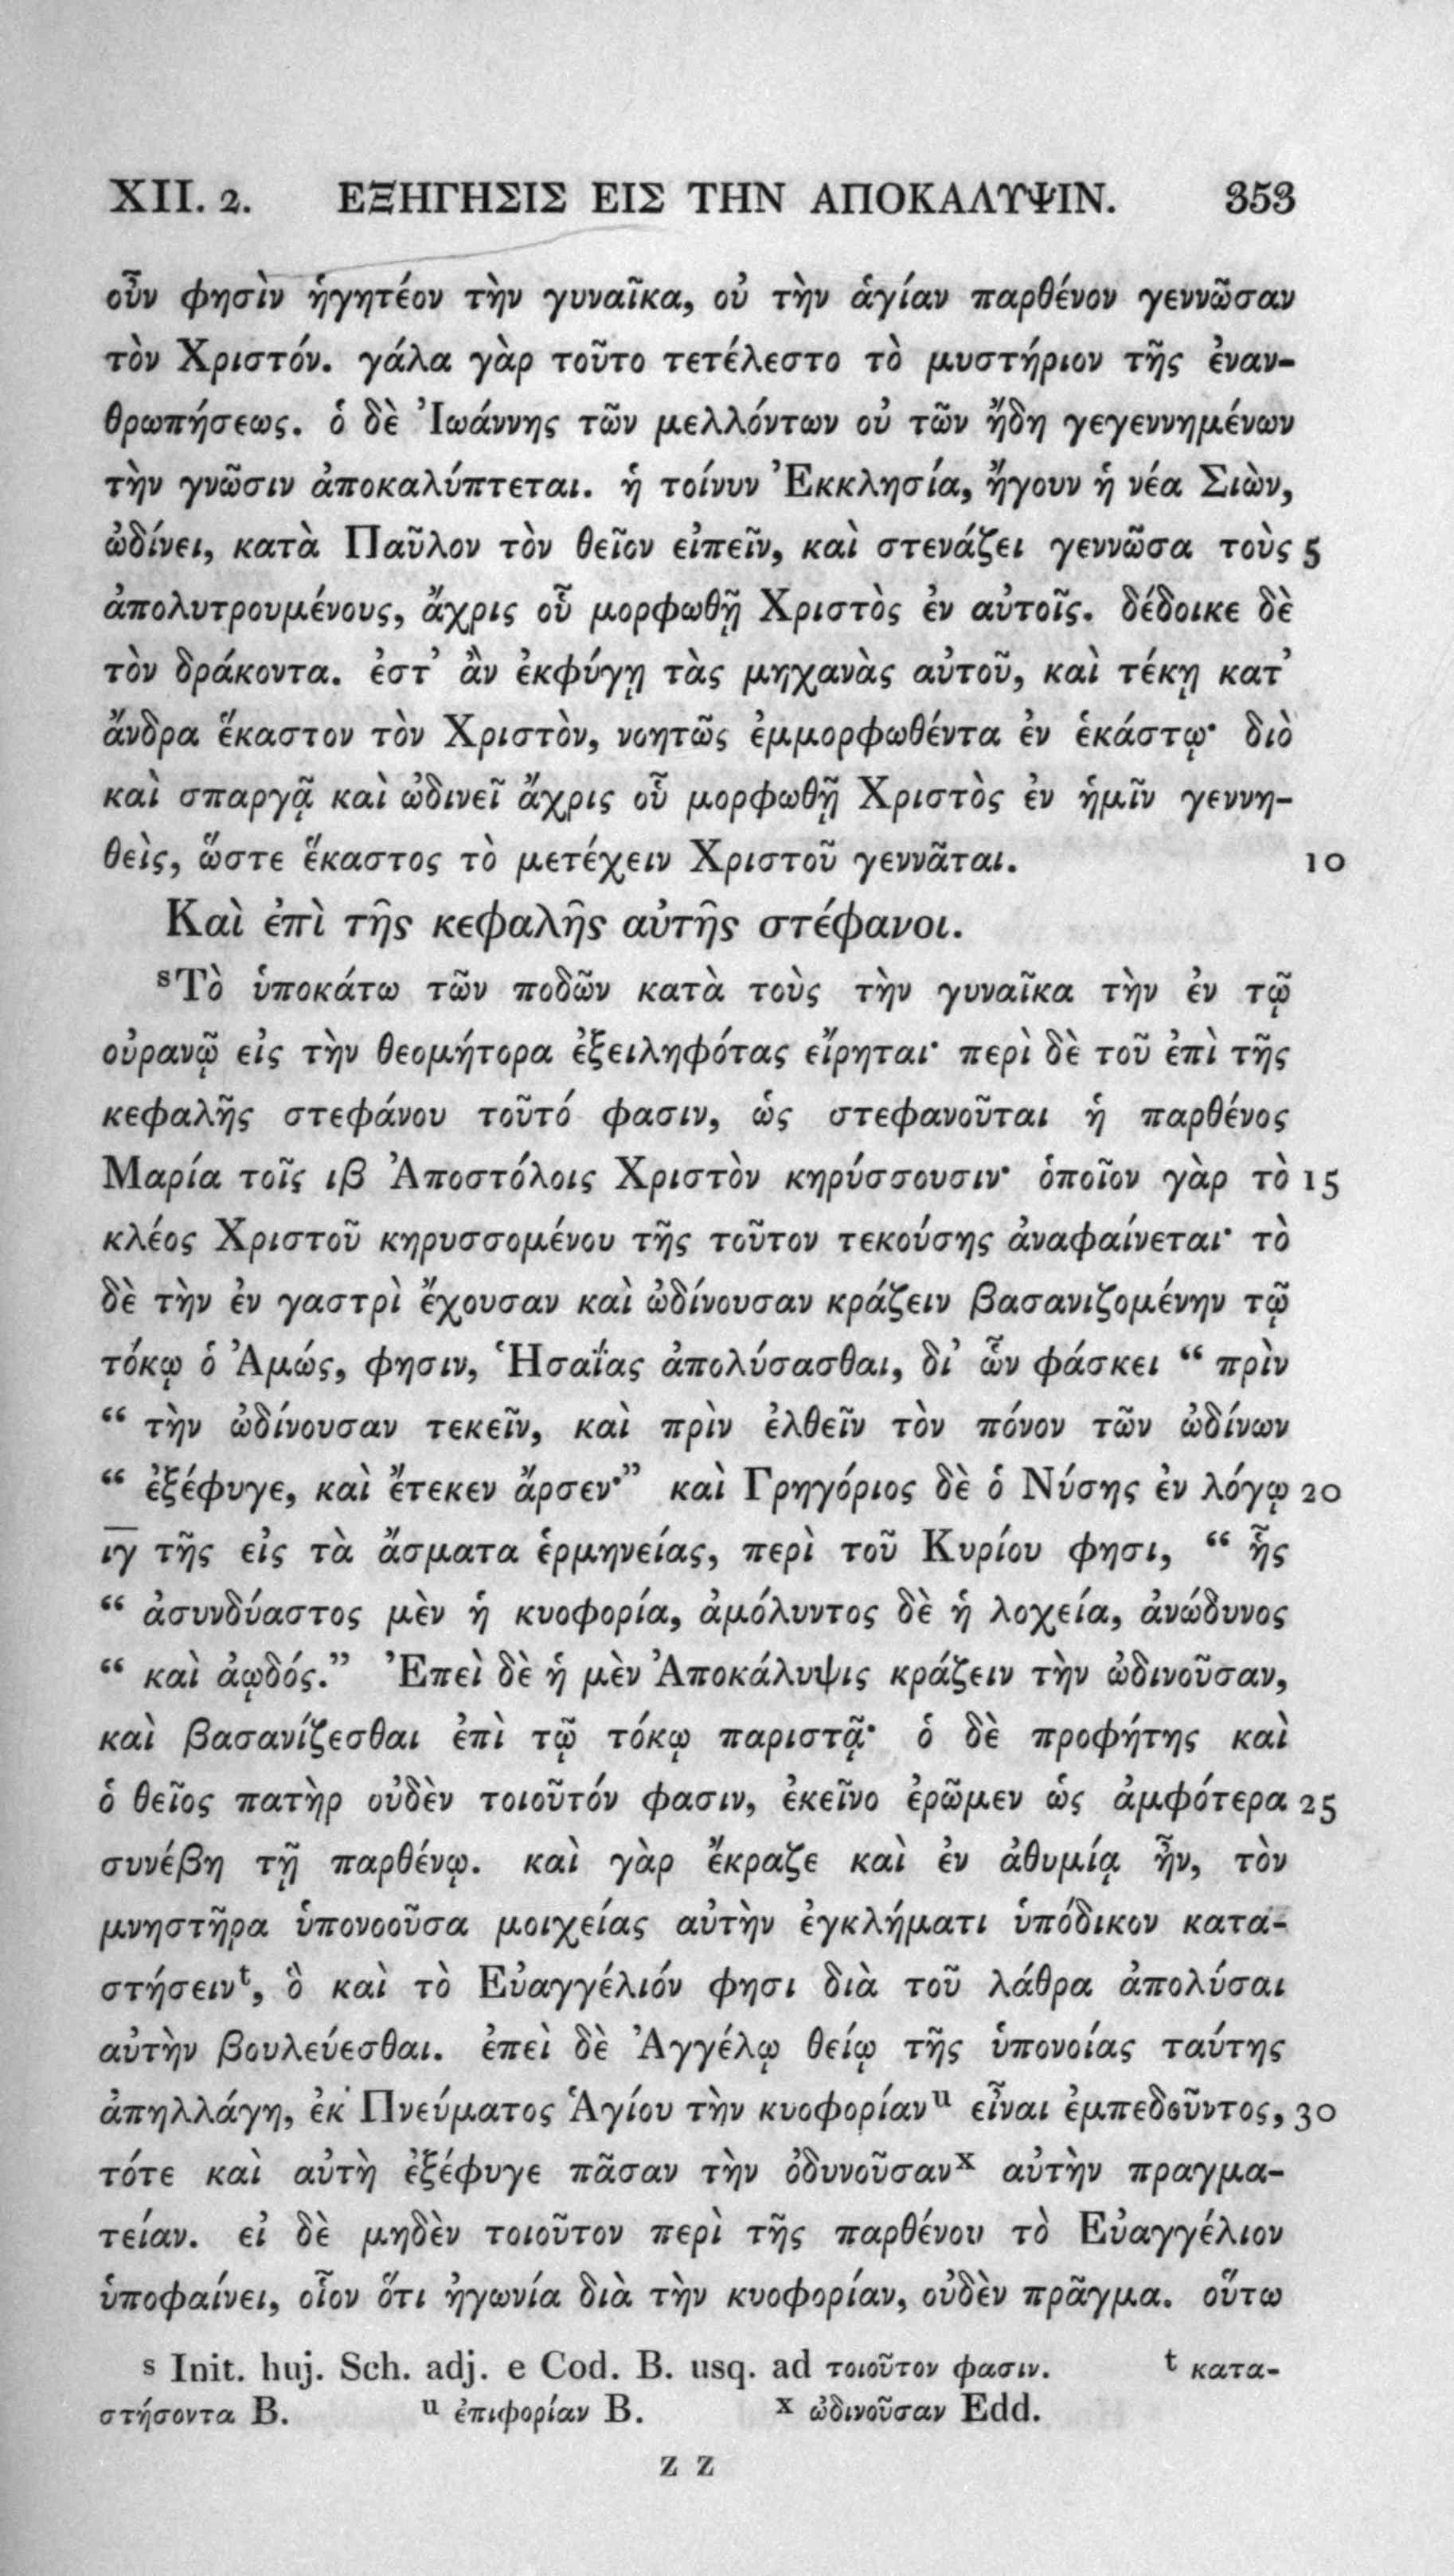 XII. 2. ΕΞΗΓΗΣΙΣ ΕΙΣ ΤΗΝ ΑΠΟΚΑΛΥΨΙΝ. 353
οὖν φησὶν ἡγητέον τὴν γυναῖκα, οὐ τὴν ἁγίαν παρθένον γεννῶσαν
τὸν Χριστόν. γάλα γὰρ τοῦτο τετέλεστο τὸ μυστήριον τῆς ἐναν-
θρωπήσεως. ὁ δὲ Ἰωάννης τῶν μελλόντων οὐ τῶν ἤδη γεγεννημένων
τὴν γνῶσιν ἀποκαλύπτεται. ἡ τοίνυν Ἐκκλησία, ἤγουν ἡ νέα Σιὼν,
ὠδίνει, κατὰ Παῦλον τὸν θεῖον εἰπεῖν, καὶ στενάζει γεννῶσα τοὺς 5
ἀπολυτρουμένους, ἄχρις οὗ μορφωθῇ Χριστὸς ἐν αὐτοῖς. δέδοικε δὲ
τὸν δράκοντα. ἐστ’ ἂν ἐκφύγῃ τὰς μηχανὰς αὐτοῦ, καὶ τέκῃ κατ’
ἄνδρα ἕκαστον τὸν Χριστὸν, νοητῶς ἐμμορφωθέντα ἐν ἑκάστῳ· διὸ
καὶ σπαργᾷ καὶ ὠδινεῖ ἄχρις οὗ μορφωθῇ Χριστὸς ἐν ἡμῖν γεννη-
θεὶς, ὥστε ἕκαστος τὸ μετέχειν Χριστοῦ γεννᾶται. 10
Καὶ ἐπὶ τῆς κεφαλῆς αὐτῆς στέφανοι.
ˢ Τὸ ὑποκάτω τῶν ποδῶν κατὰ τοὺς τὴν γυναῖκα τὴν ἐν τῷ
οὐρανῷ εἰς τὴν θεομήτορα ἐξειληφότας εἴρηται· περὶ δὲ τοῦ ἐπὶ τῆς
κεφαλῆς στεφάνου τοῦτό φασιν, ὡς στεφανοῦται ἡ παρθένος
Μαρία τοῖς ιβ Ἀποστόλοις Χριστὸν κηρύσσουσιν· ὁποῖον γὰρ τὸ 15
κλέος Χριστοῦ κηρυσσομένου τῆς τοῦτον τεκούσης ἀναφαίνεται· τὸ
δὲ τὴν ἐν γαστρὶ ἔχουσαν καὶ ὠδίνουσαν κράζειν βασανιζομένην τῷ
τόκῳ ὁ Ἀμώς, φησιν, Ἡσαΐας ἀπολύσασθαι, δι’ ὧν φάσκει “ πρὶν
“ τὴν ὠδίνουσαν τεκεῖν, καὶ πρὶν ἐλθεῖν τὸν πόνον τῶν ὠδίνων
“ ἐξέφυγε, καὶ ἔτεκεν ἄρσεν·” καὶ Γρηγόριος δὲ ὁ Νύσης ἐν λόγῳ 20
ιγ τῆς εἰς τὰ ἄσματα ἑρμηνείας, περὶ τοῦ Κυρίου φησι, “ ἧς
“ ἀσυνδύαστος μὲν ἡ κυοφορία, ἀμόλυντος δὲ ἡ λοχεία, ἀνώδυνος
“ καὶ ἀῳδός.” Ἐπεὶ δὲ ἡ μὲν Ἀποκάλυψις κράζειν τὴν ὠδινοῦσαν,
καὶ βασανίζεσθαι ἐπὶ τῷ τόκῳ παριστᾷ· ὁ δὲ προφήτης καὶ
ὁ θεῖος πατὴρ οὐδὲν τοιοῦτόν φασιν, ἐκεῖνο ἐρῶμεν ὡς ἀμφότερα 25
συνέβη τῇ παρθένῳ. καὶ γὰρ ἔκραζε καὶ ἐν ἀθυμίᾳ ἦν, τὸν
μνηστῆρα ὑπονοοῦσα μοιχείας αὐτὴν ἐγκλήματι ὑπόδικον κατα-
στήσειν ᵗ, ὃ καὶ τὸ Εὐαγγέλιόν φησι διὰ τοῦ λάθρα ἀπολύσαι
αὐτὴν βουλεύεσθαι. ἐπεὶ δὲ Ἀγγέλῳ θείῳ τῆς ὑπονοίας ταύτης
ἀπηλλάγη, ἐκ Πνεύματος Ἁγίου τὴν κυοφορίαν ᵘ εἶναι ἐμπεδοῦντος, 30
τότε καὶ αὐτὴ ἐξέφυγε πᾶσαν τὴν ὀδυνοῦσαν ˣ αὐτὴν πραγμα-
τείαν. εἰ δὲ μηδὲν τοιοῦτον περὶ τῆς παρθένου τὸ Εὐαγγέλιον
ὑποφαίνει, οἷον ὅτι ἠγωνία διὰ τὴν κυοφορίαν, οὐδὲν πρᾶγμα. οὕτω
s Init. huj. Sch. adj. e Cod. B. usq. ad τοιοῦτον φασιν. t κατα-
στήσοντα B. u ἐπιφορίαν B. x ὠδινοῦσαν Edd.
z z